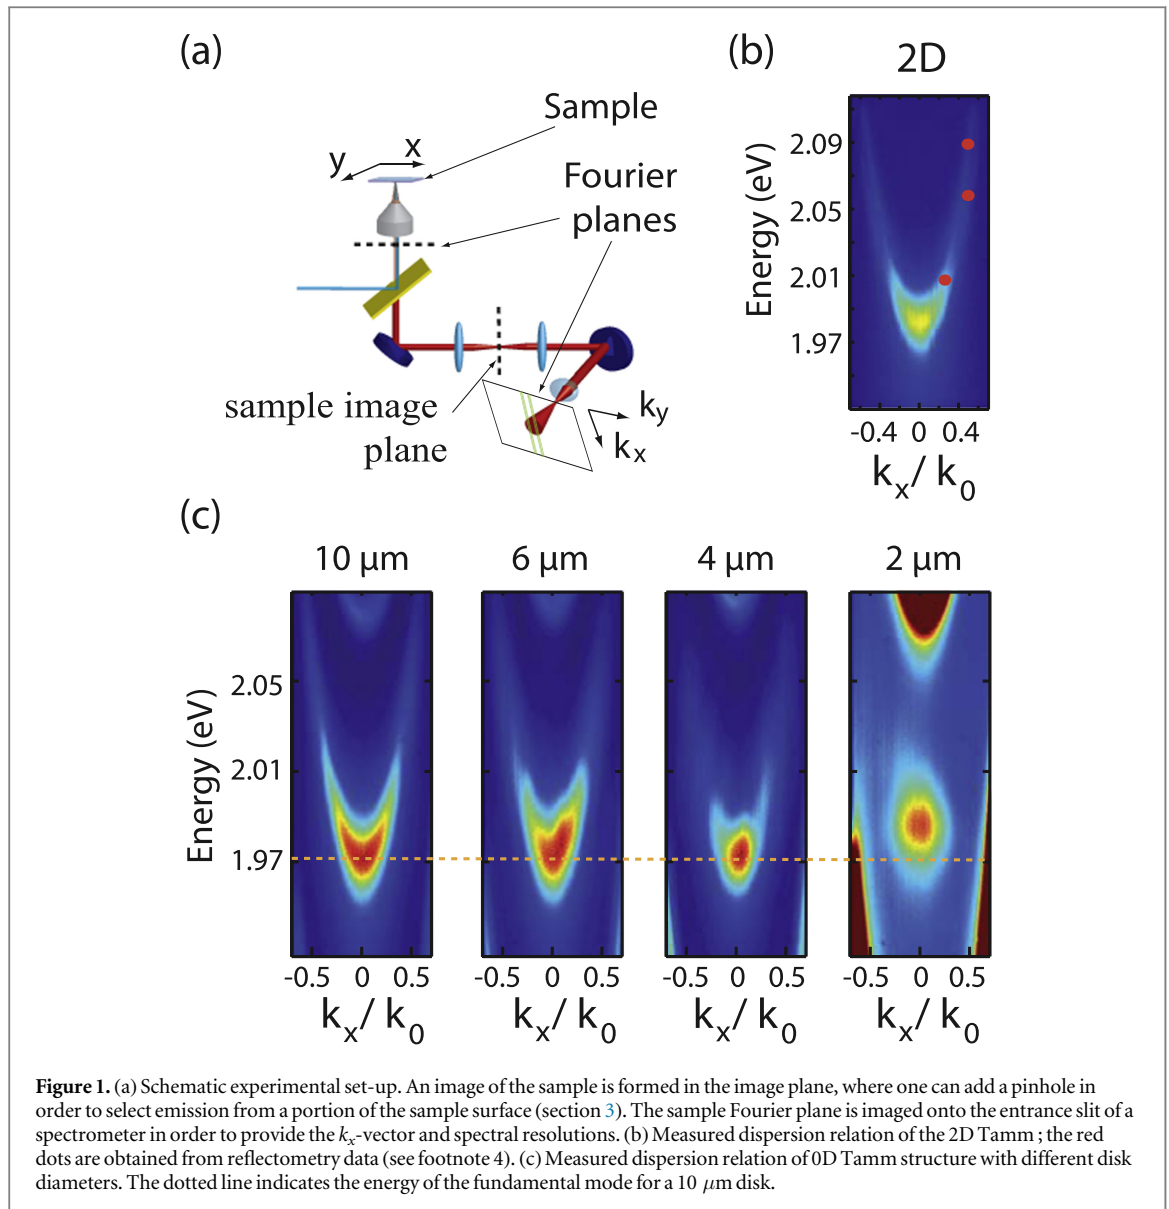 (a)
Sample
y
x
Fourier
planes
sample image
plane
ky
kx
(b)
2D
Energy (eV)
2.09
2.05
2.01
1.97
-0.4 0 0.4
kx/ k0
(c)
10 µm 6 µm 4 µm 2 µm
Energy (eV)
2.05
2.01
1.97
-0.5 0 0.5 -0.5 0 0.5 -0.5 0 0.5 -0.5 0 0.5
kx/ k0 kx/ k0 kx/ k0 kx/ k0
Figure 1. (a) Schematic experimental set-up. An image of the sample is formed in the image plane, where one can add a pinhole in
order to select emission from a portion of the sample surface (section 3). The sample Fourier plane is imaged onto the entrance slit of a
spectrometer in order to provide the kx-vector and spectral resolutions. (b) Measured dispersion relation of the 2D Tamm ; the red
dots are obtained from reflectometry data (see footnote 4). (c) Measured dispersion relation of 0D Tamm structure with different disk
diameters. The dotted line indicates the energy of the fundamental mode for a 10 µm disk.